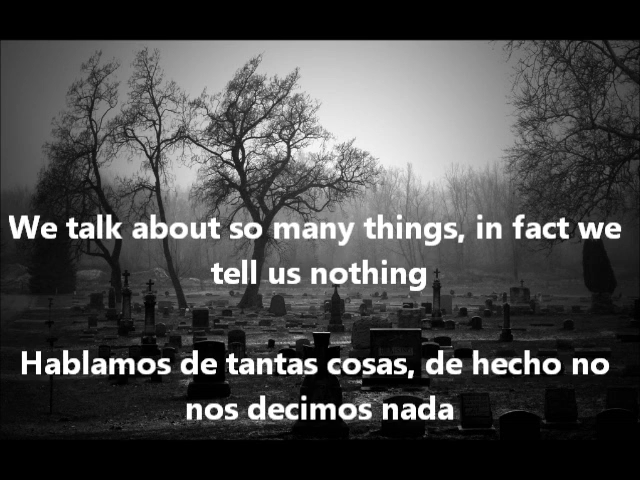 We talk about so many things, in fact we
tell us nothing
Hablamos de tantas cosas, de hecho no
nos decimos nada